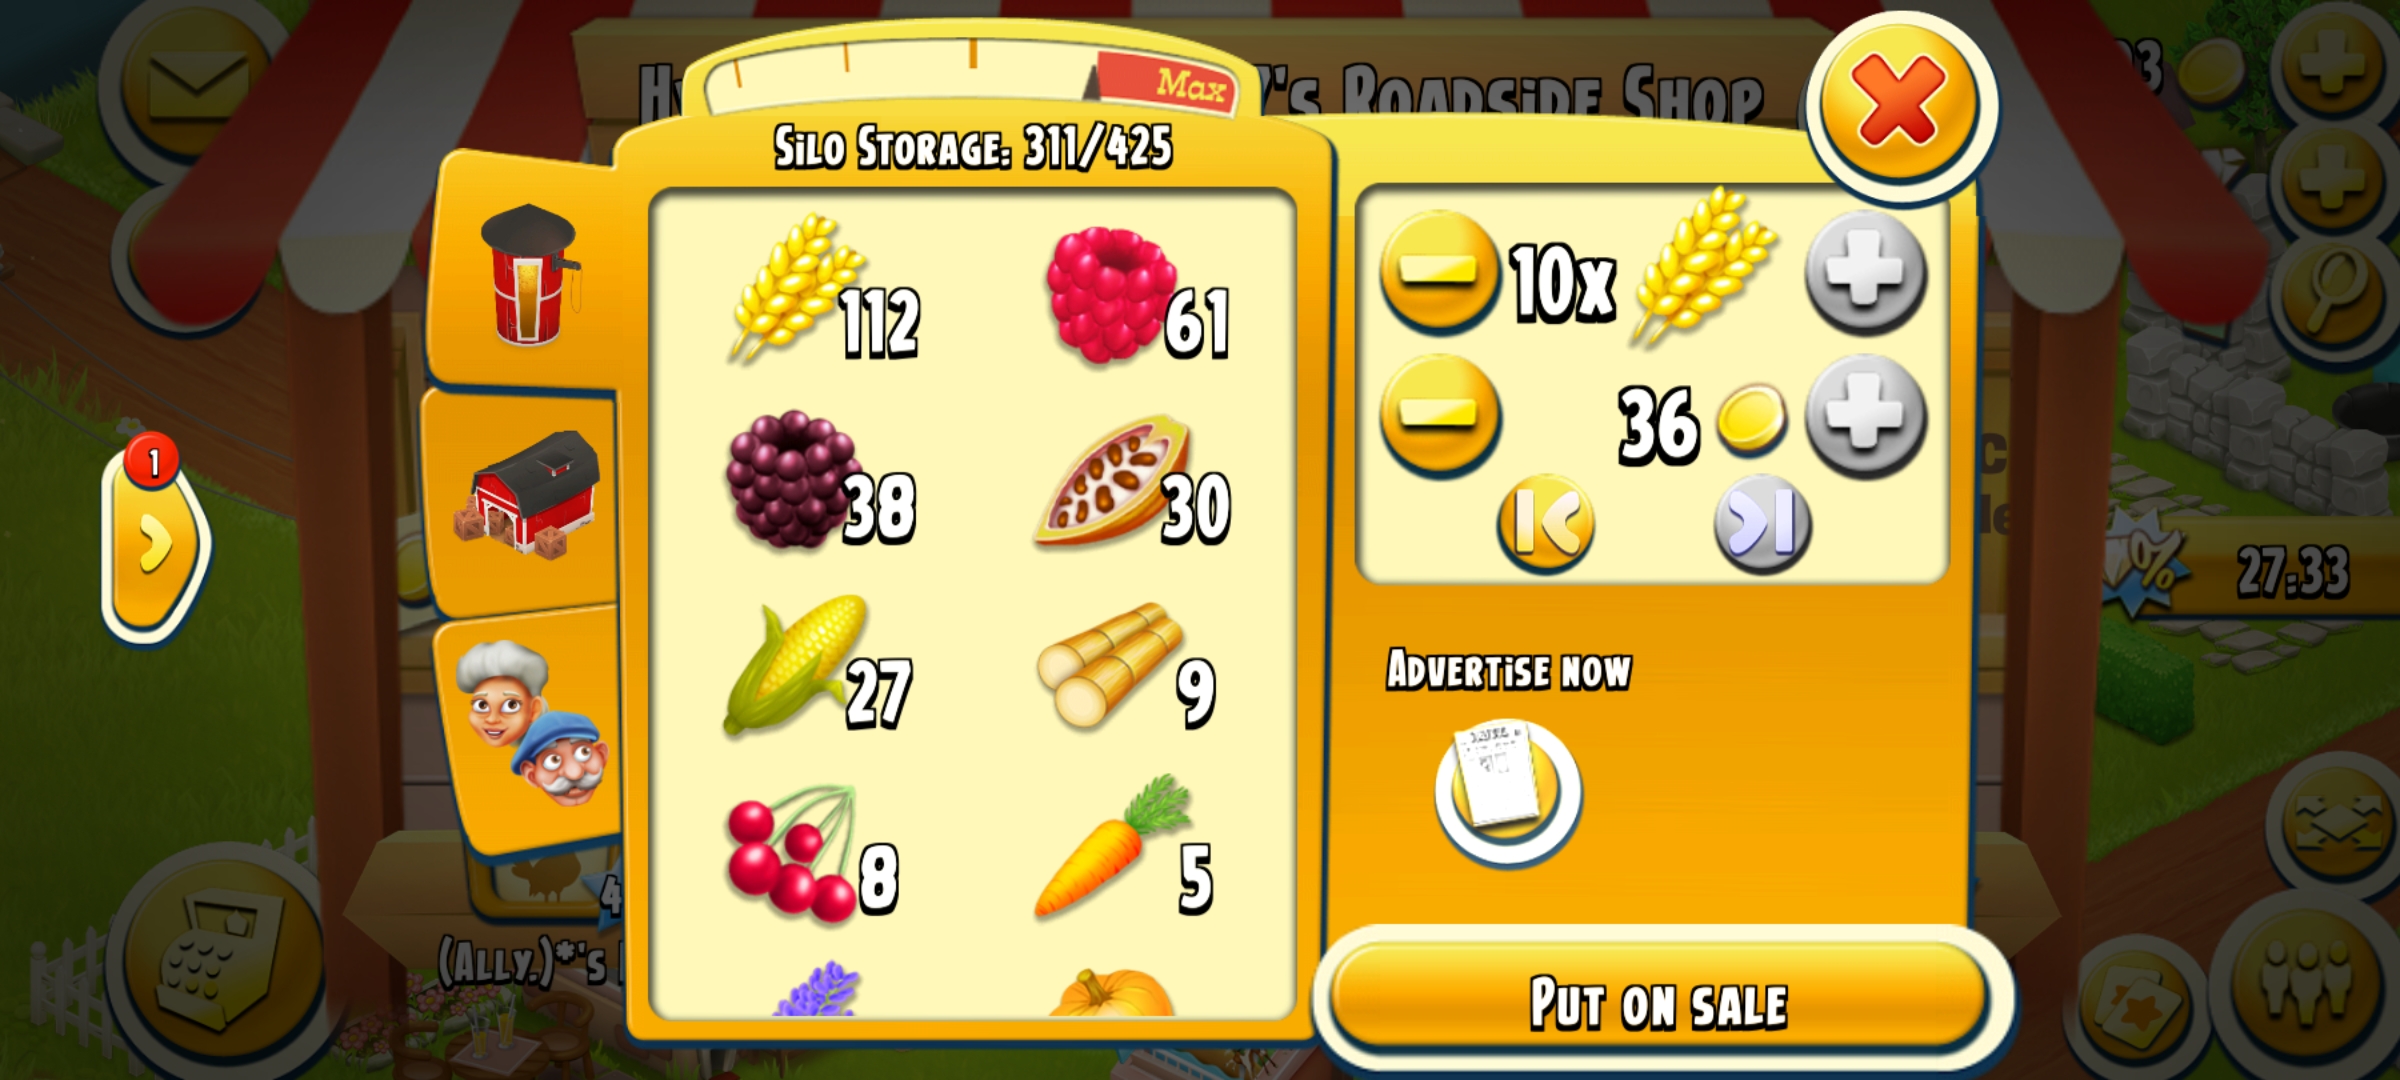 Max
's Roadside Shop
Silo Storage: 311/425
112
61
10x
38
30
36
27
9
1
27:33
8
5
Advertise now
(Ally.)*'s
Put on sale